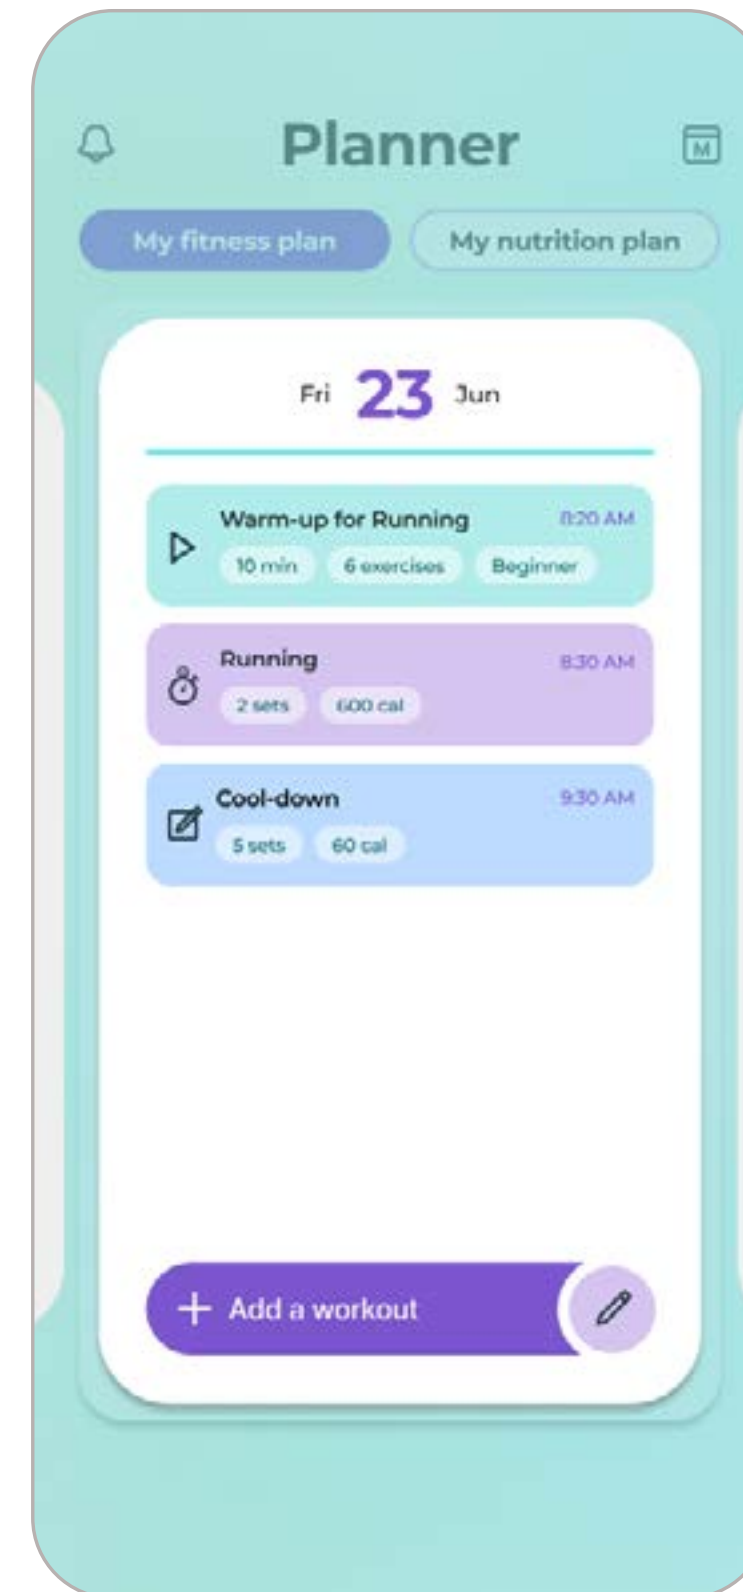 Planner
M
My fitness plan
My nutrition plan
Fri 23 Jun
Warm-up for Running 8:20 AM
10 min 6 exercises Beginner
Running 8:30 AM
2 sets 600 cal
Cool-down 9:30 AM
5 sets 60 cal
+ Add a workout